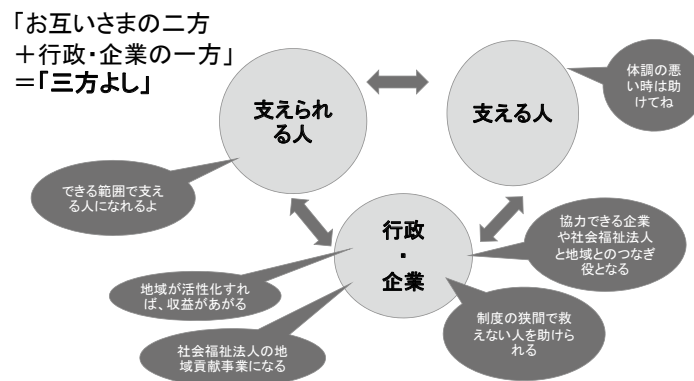 「お互いさまの二方
＋行政・企業の一方」
＝「三方よし」
支えられ
る人
支える人
体調の悪
い時は助
けてね
できる範囲で支え
る人になれるよ
行政
・
企業
協力できる企業
や社会福祉法人
と地域とのつなぎ
役となる
地域が活性化すれ
ば、収益があがる
制度の狭間で救
えない人を助けら
れる
社会福祉法人の地
域貢献事業になる